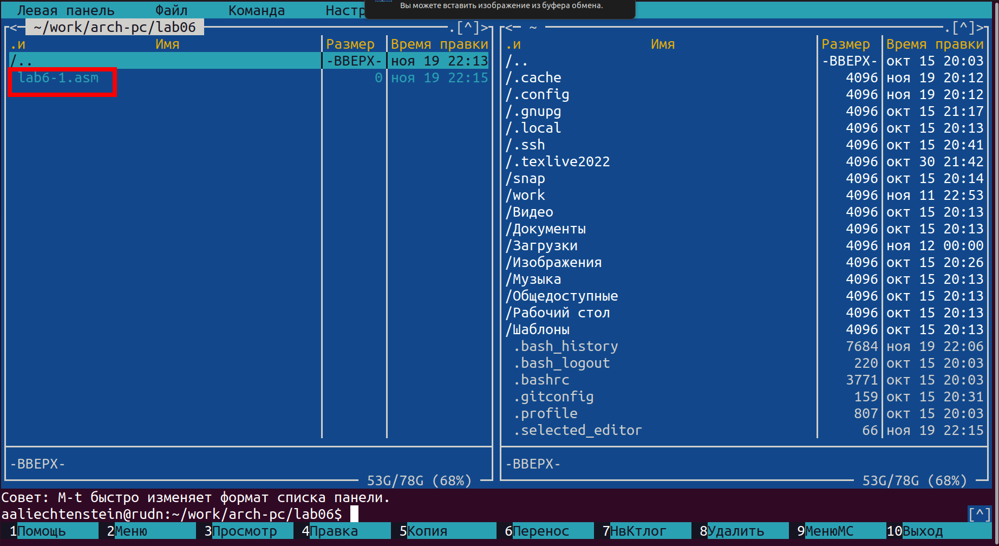 Левая панель Файл Команда Настр
Вы можете вставить изображение из буфера обмена.
<─ ~/work/arch-pc/lab06 .[^]>
.и Имя Размер Время правки
/.. -ВВЕРХ- ноя 19 22:13
lab6-1.asm 0 ноя 19 22:15
-ВВЕРХ-
53G/78G (68%)
<─ ~ .[^]>
.и Имя Размер Время правки
/.. -ВВЕРХ- окт 15 20:03
/.cache 4096 ноя 19 20:12
/.config 4096 ноя 19 20:12
/.gnupg 4096 окт 15 21:17
/.local 4096 окт 15 20:13
/.ssh 4096 окт 15 20:41
/.texlive2022 4096 окт 30 21:42
/snap 4096 окт 15 20:14
/work 4096 ноя 11 22:53
/Видео 4096 окт 15 20:13
/Документы 4096 окт 15 20:13
/Загрузки 4096 ноя 12 00:00
/Изображения 4096 окт 15 20:26
/Музыка 4096 окт 15 20:13
/Общедоступные 4096 окт 15 20:13
/Рабочий стол 4096 окт 15 20:13
/Шаблоны 4096 окт 15 20:13
.bash_history 7684 ноя 19 22:06
.bash_logout 220 окт 15 20:03
.bashrc 3771 окт 15 20:03
.gitconfig 159 окт 15 20:31
.profile 807 окт 15 20:03
.selected_editor 66 ноя 19 22:15
-ВВЕРХ-
53G/78G (68%)
Совет: M-t быстро изменяет формат списка панели.
aaliechtenstein@rudn:~/work/arch-pc/lab06$ [^]
1Помощь 2Меню 3Просмотр 4Правка 5Копия 6Перенос 7НвКтлог 8Удалить 9МенюMC 10Выход